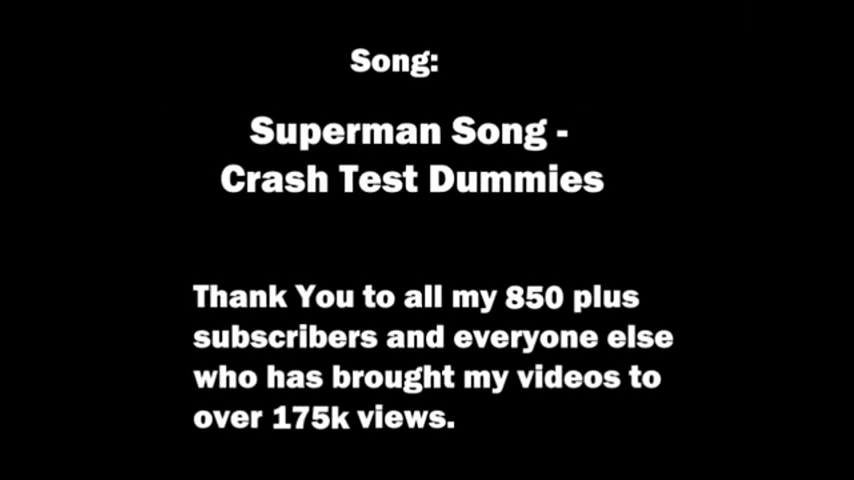 Song:
Superman Song -
Crash Test Dummies
Thank You to all my 850 plus
subscribers and everyone else
who has brought my videos to
over 175k views.